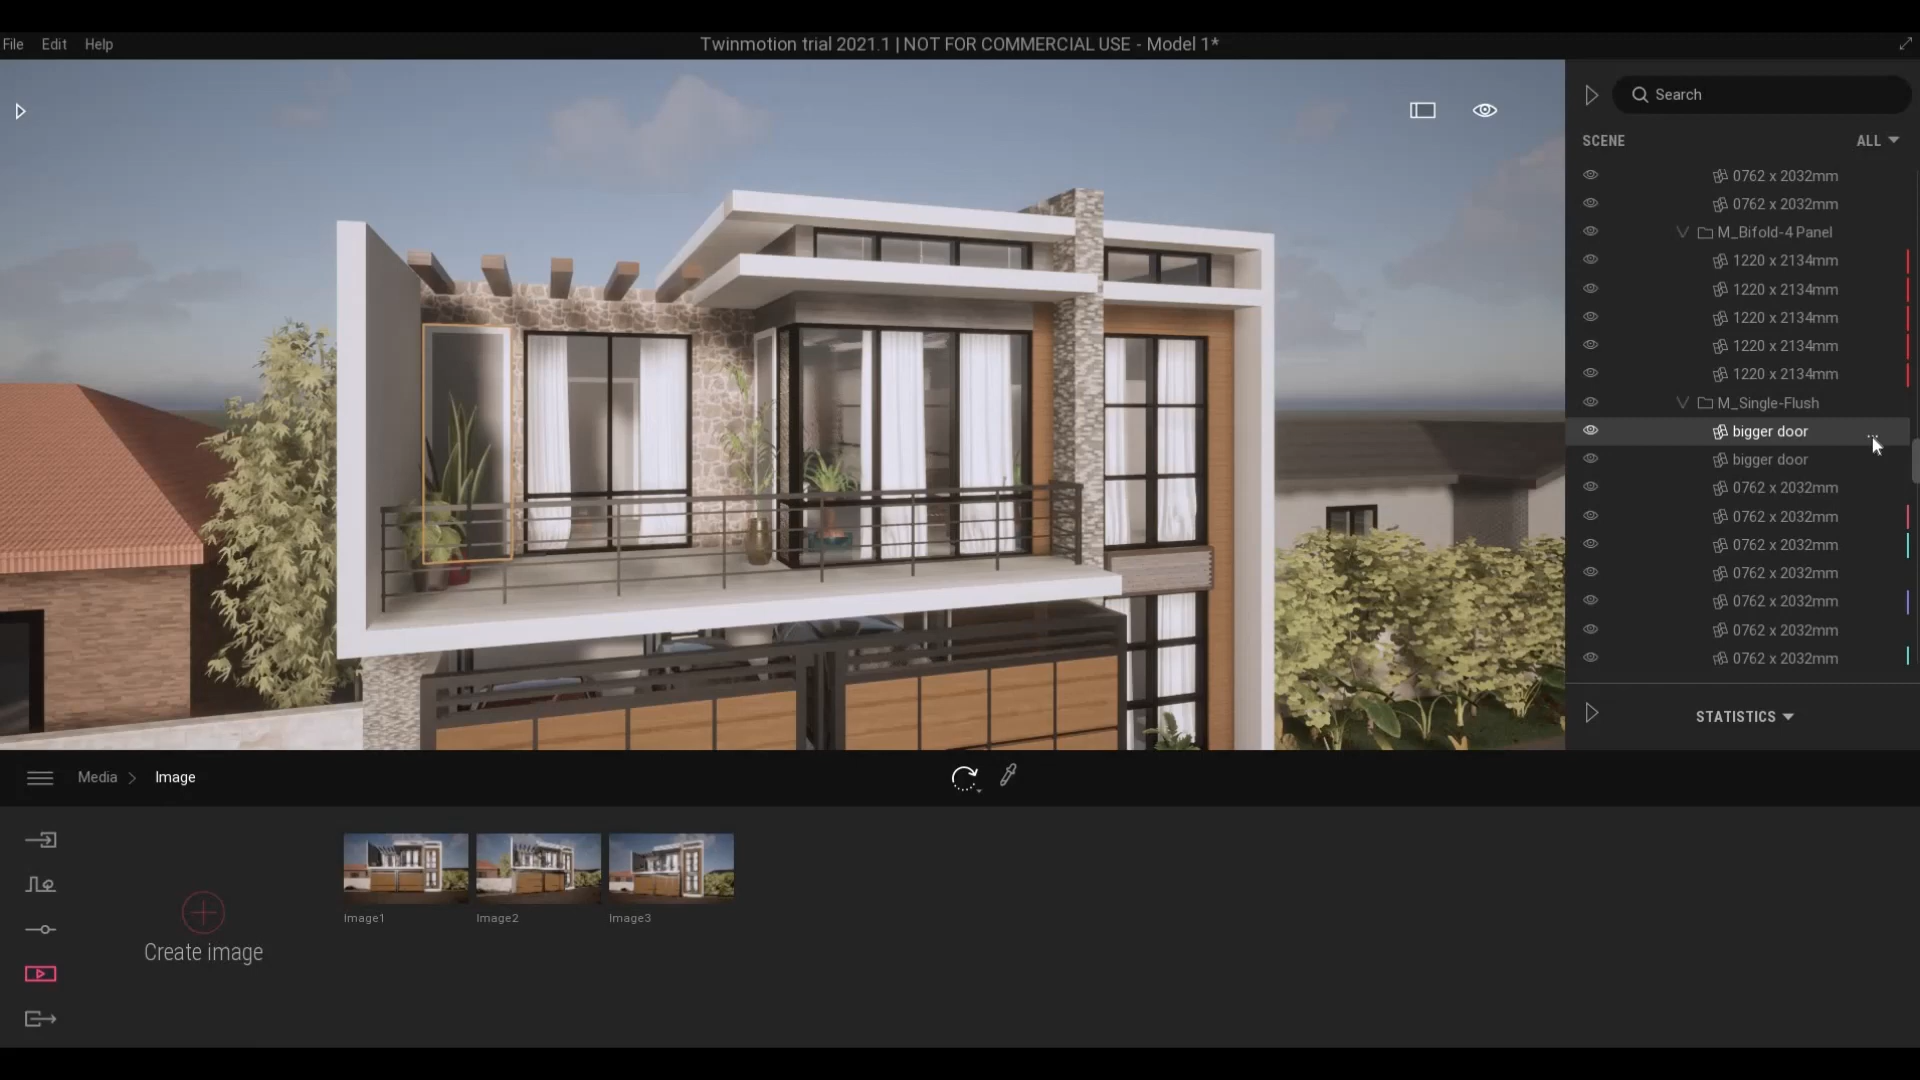 File Edit Help
Twinmotion trial 2021.1 | NOT FOR COMMERCIAL USE - Model 1*
Search
SCENE
ALL
0762 x 2032mm
0762 x 2032mm
M_Bifold-4 Panel
1220 x 2134mm
1220 x 2134mm
1220 x 2134mm
1220 x 2134mm
1220 x 2134mm
M_Single-Flush
bigger door
bigger door
0762 x 2032mm
0762 x 2032mm
0762 x 2032mm
0762 x 2032mm
0762 x 2032mm
0762 x 2032mm
0762 x 2032mm
STATISTICS
Media > Image
Create image
Image1
Image2
Image3